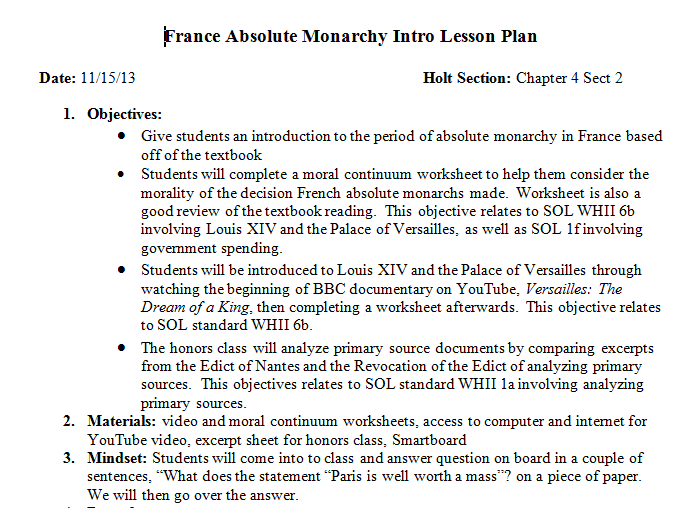 France Absolute Monarchy Intro Lesson Plan
Date: 11/15/13 Holt Section: Chapter 4 Sect 2
1. Objectives:
• Give students an introduction to the period of absolute monarchy in France based
off of the textbook
• Students will complete a moral continuum worksheet to help them consider the
morality of the decision French absolute monarchs made. Worksheet is also a
good review of the textbook reading. This objective relates to SOL WHII 6b
involving Louis XIV and the Palace of Versailles, as well as SOL 1f involving
government spending.
• Students will be introduced to Louis XIV and the Palace of Versailles through
watching the beginning of BBC documentary on YouTube, Versailles: The
Dream of a King, then completing a worksheet afterwards. This objective relates
to SOL standard WHII 6b.
• The honors class will analyze primary source documents by comparing excerpts
from the Edict of Nantes and the Revocation of the Edict of analyzing primary
sources. This objectives relates to SOL standard WHII 1a involving analyzing
primary sources.
2. Materials: video and moral continuum worksheets, access to computer and internet for
YouTube video, excerpt sheet for honors class, Smartboard
3. Mindset: Students will come into to class and answer question on board in a couple of
sentences, “What does the statement “Paris is well worth a mass”? on a piece of paper.
We will then go over the answer.